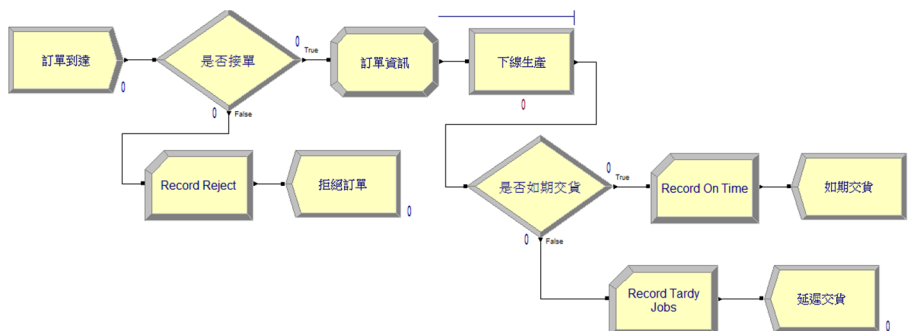 訂單到達
0
是否接單
0
True
0
False
訂單資訊
下線生產
0
Record Reject
拒絕訂單
0
是否如期交貨
0
True
0
False
Record On Time
如期交貨
Record Tardy
Jobs
延遲交貨
0